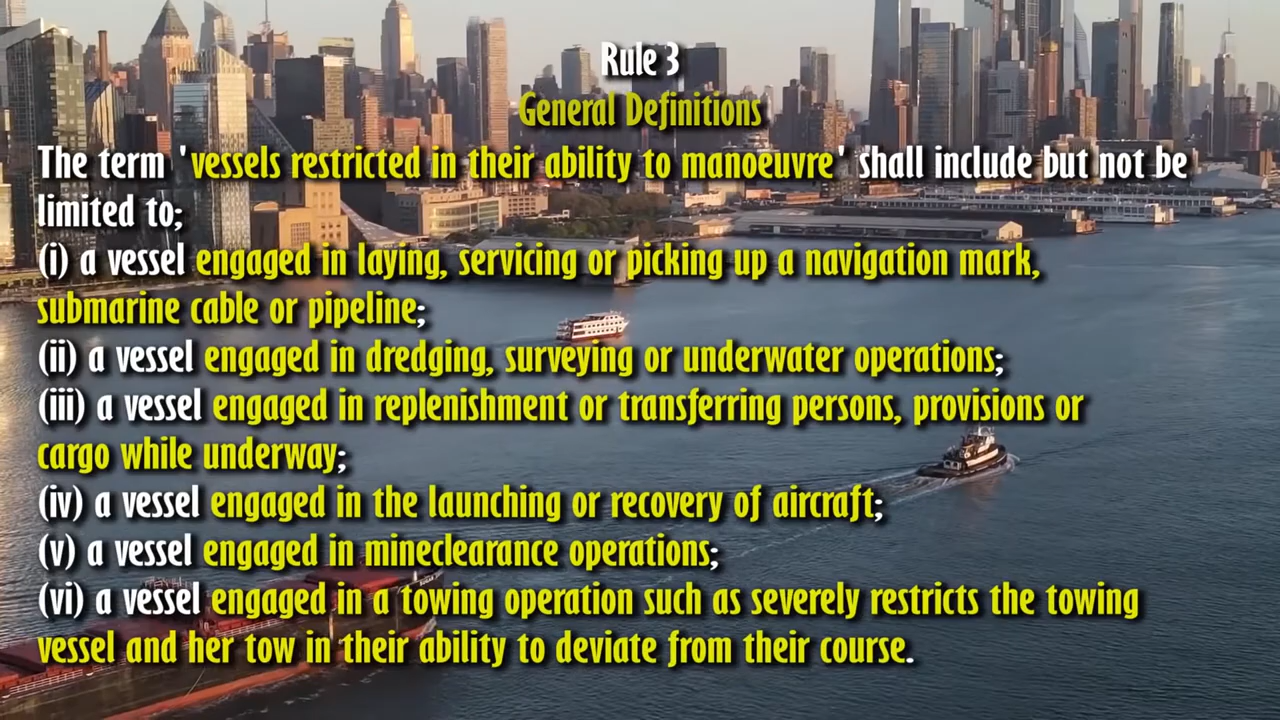 Rule 3
General Definitions
The term 'vessels restricted in their ability to manoeuvre' shall include but not be
limited to;
(i) a vessel engaged in laying, servicing or picking up a navigation mark,
submarine cable or pipeline;
(ii) a vessel engaged in dredging, surveying or underwater operations;
(iii) a vessel engaged in replenishment or transferring persons, provisions or
cargo while underway;
(iv) a vessel engaged in the launching or recovery of aircraft;
(v) a vessel engaged in mineclearance operations;
(vi) a vessel engaged in a towing operation such as severely restricts the towing
vessel and her tow in their ability to deviate from their course.